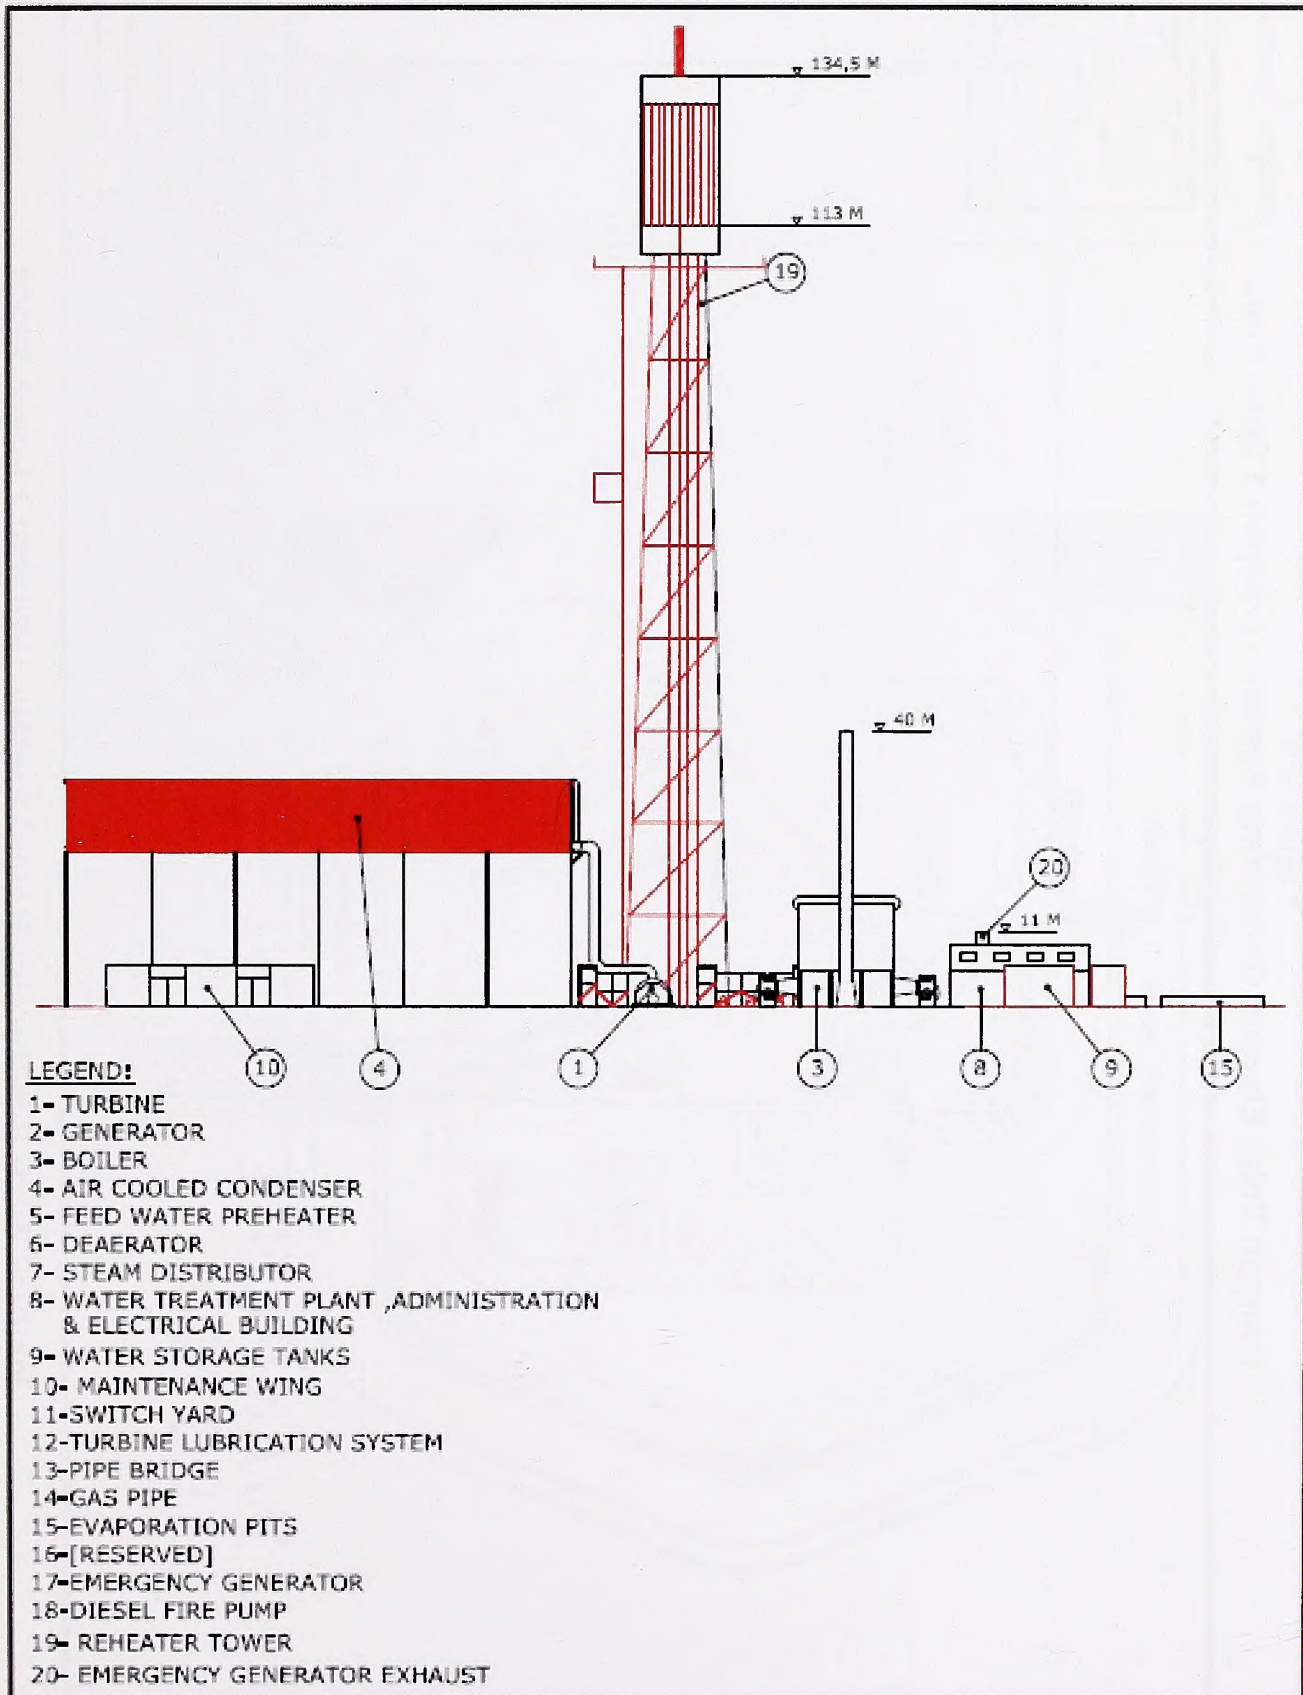 134,5 M
113 M
19
40 M
20
11 M
10
4
1
3
8
9
15
LEGEND:
1- TURBINE
2- GENERATOR
3- BOILER
4- AIR COOLED CONDENSER
5- FEED WATER PREHEATER
6- DEAERATOR
7- STEAM DISTRIBUTOR
8- WATER TREATMENT PLANT ,ADMINISTRATION
& ELECTRICAL BUILDING
9- WATER STORAGE TANKS
10- MAINTENANCE WING
11-SWITCH YARD
12-TURBINE LUBRICATION SYSTEM
13-PIPE BRIDGE
14-GAS PIPE
15-EVAPORATION PITS
16-[RESERVED]
17-EMERGENCY GENERATOR
18-DIESEL FIRE PUMP
19- REHEATER TOWER
20- EMERGENCY GENERATOR EXHAUST